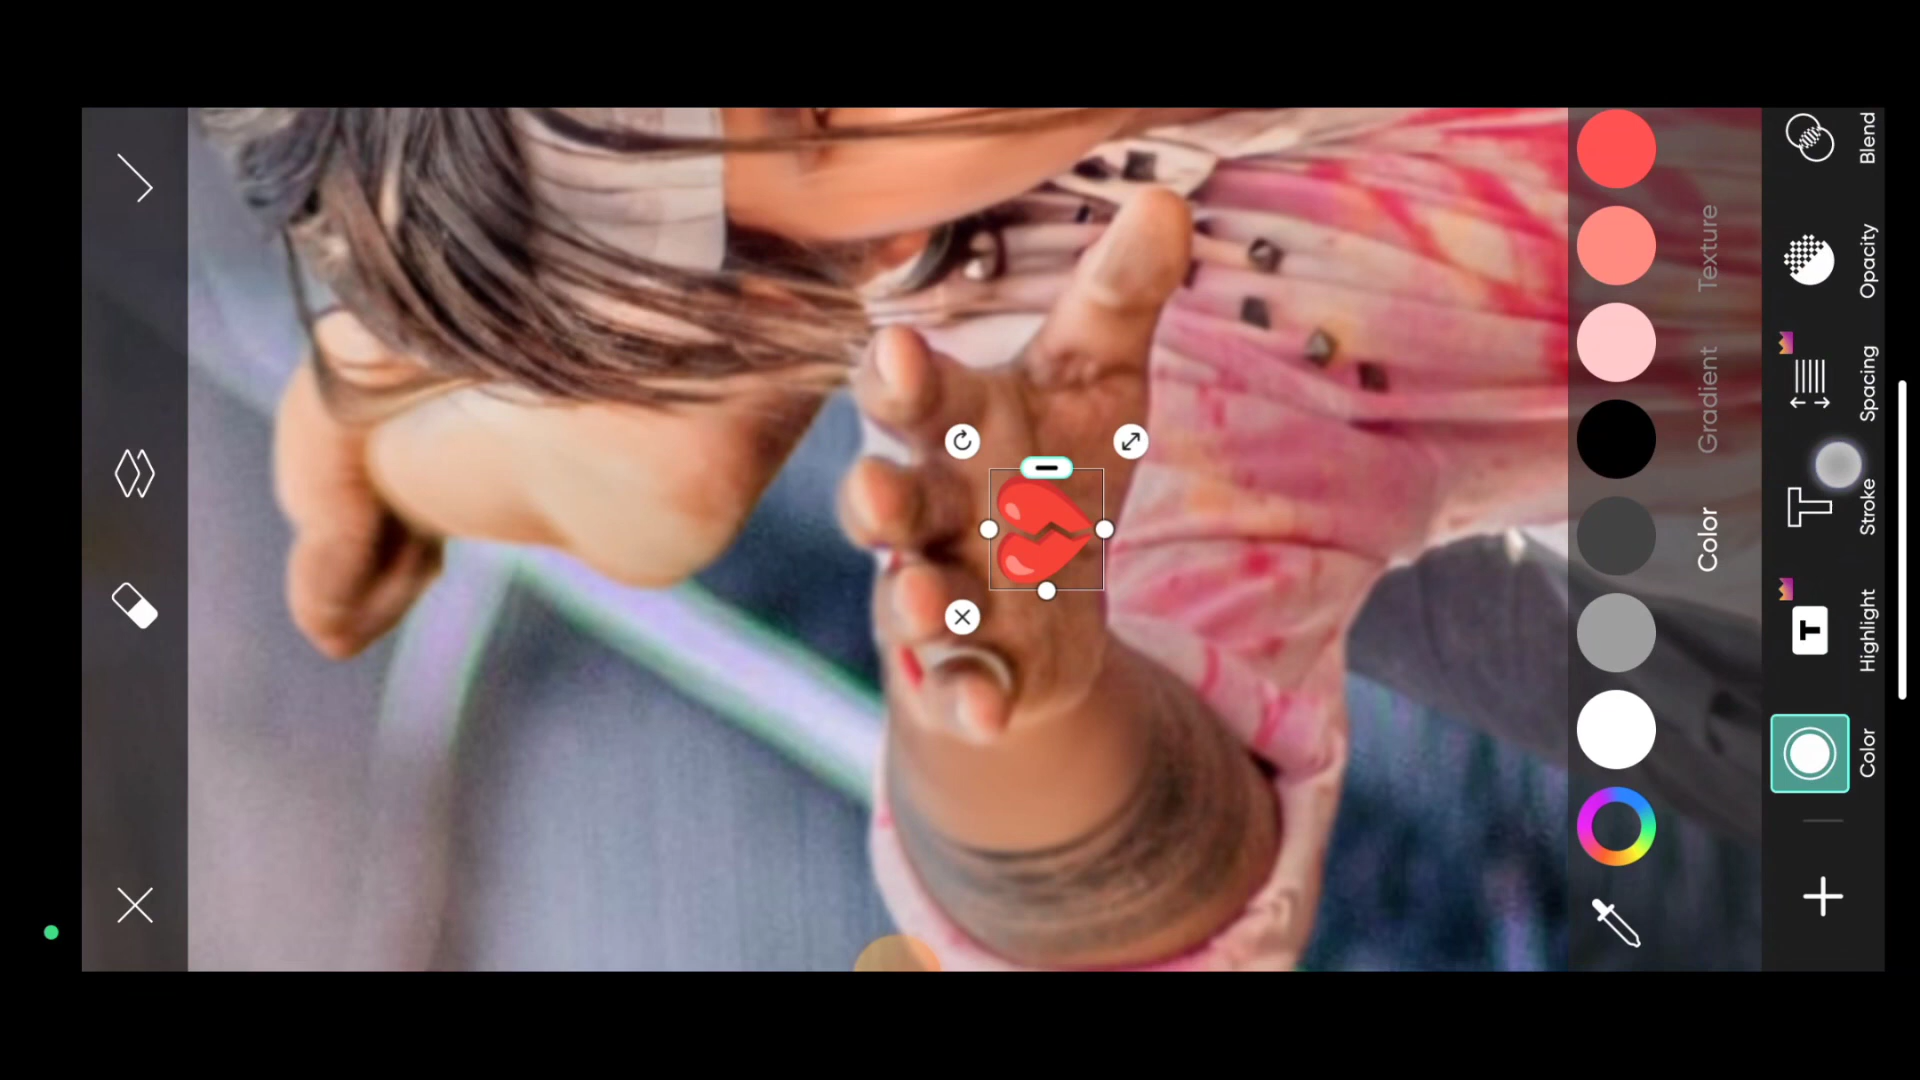 Blend
Opacity
Spacing
Stroke
Highlight
Color
Texture
Gradient
Color
T